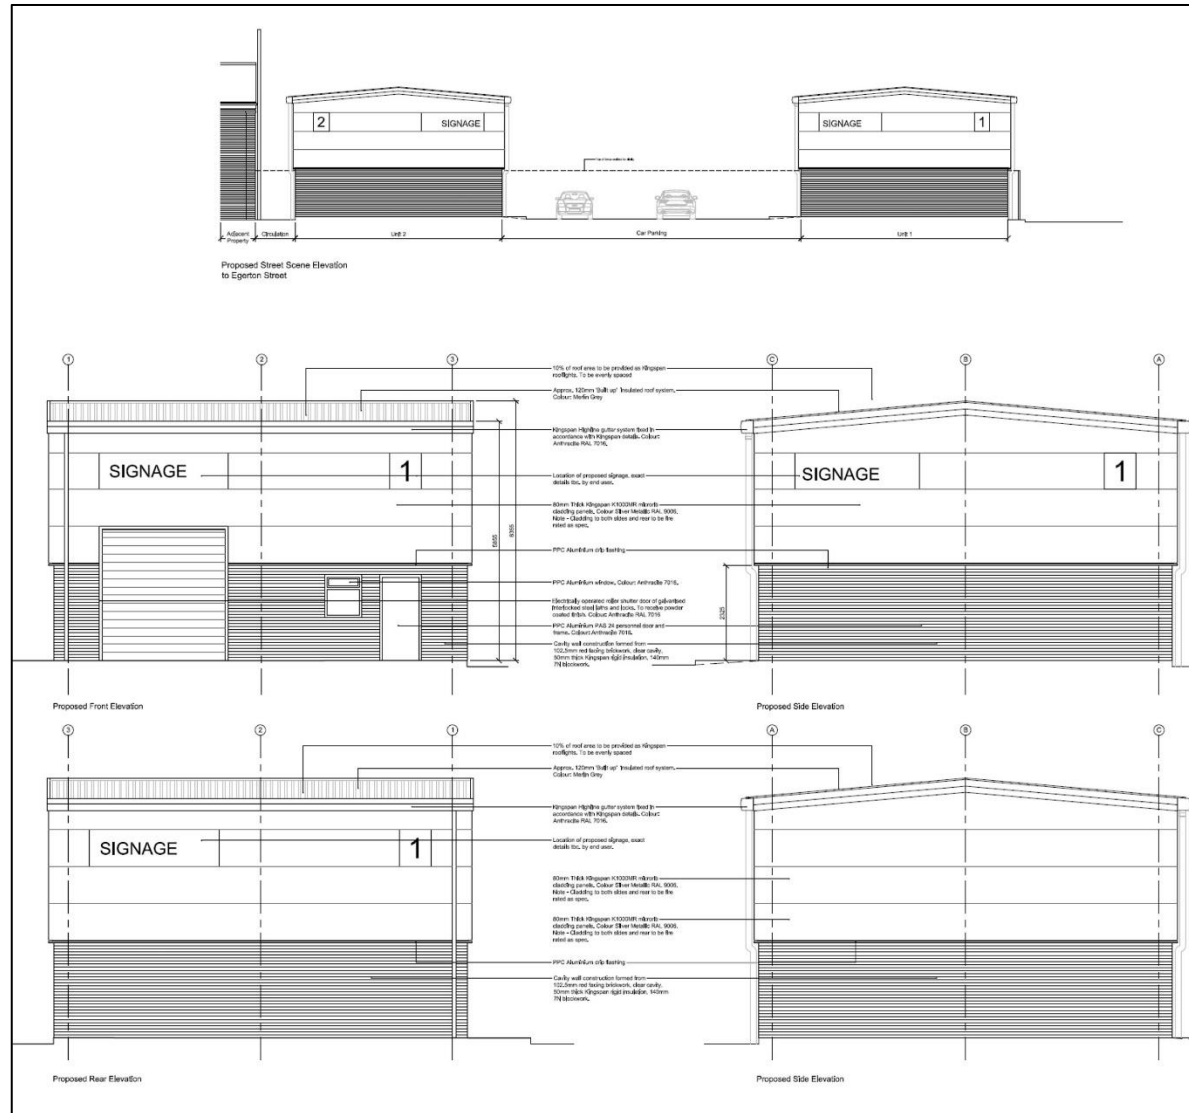 2
SIGNAGE
SIGNAGE
1
Adjacent
Property
Circulation
Unit 2
Car Parking
Unit 1
Proposed Street Scene Elevation
to Egerton Street
1
2
3
C
B
A
10% of roof area to be provided as Kingspan
rooflights. To be evenly spaced
Approx. 120mm 'Built up' insulated roof system.
Colour: Merlin Grey
Kingspan Highline gutter system fixed in
accordance with Kingspan details. Colour:
Anthracite RAL 7016.
SIGNAGE
1
Location of proposed signage, exact
details tbc. by end user.
SIGNAGE
1
80mm Thick Kingspan K1000MR microrib
cladding panels, Colour Silver Metallic RAL 9006.
Note - Cladding to both sides and rear to be fire
rated as spec.
5855
6355
PPC Aluminium strip flashing
PPC Aluminium window. Colour: Anthracite 7016.
Electrically operated roller shutter door of galvanised
interlocked steel laths and locks. To receive powder
coated finish. Colour: Anthracite RAL 7016
2325
PPC Aluminium PAS 24 personnel door and
frame. Colour: Anthracite 7016.
Cavity wall construction formed from
102.5mm red facing brickwork, clear cavity,
50mm thick Kingspan rigid insulation, 140mm
7N blockwork.
Proposed Front Elevation
Proposed Side Elevation
3
2
1
A
B
C
10% of roof area to be provided as Kingspan
rooflights. To be evenly spaced
Approx. 120mm 'Built up' insulated roof system.
Colour: Merlin Grey
Kingspan Highline gutter system fixed in
accordance with Kingspan details. Colour:
Anthracite RAL 7016.
SIGNAGE
1
Location of proposed signage, exact
details tbc. by end user.
80mm Thick Kingspan K1000MR microrib
cladding panels, Colour Silver Metallic RAL 9006.
Note - Cladding to both sides and rear to be fire
rated as spec.
80mm Thick Kingspan K1000MR microrib
cladding panels, Colour Silver Metallic RAL 9006.
Note - Cladding to both sides and rear to be fire
rated as spec.
PPC Aluminium strip flashing
Cavity wall construction formed from
102.5mm red facing brickwork, clear cavity,
50mm thick Kingspan rigid insulation, 140mm
7N blockwork.
Proposed Rear Elevation
Proposed Side Elevation